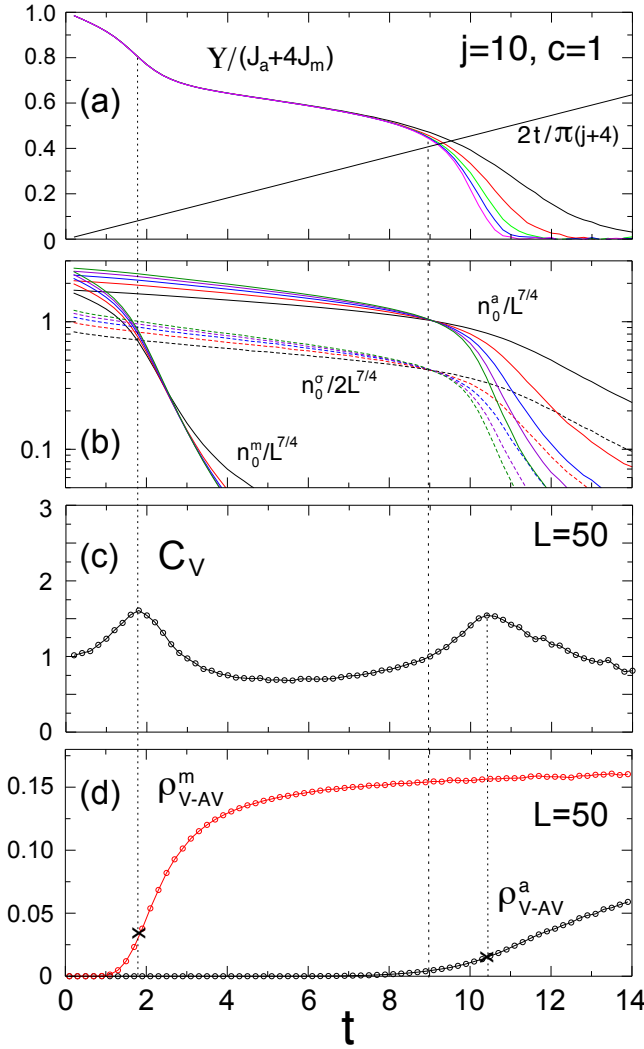 1.0
0.8
0.6
0.4
0.2
0
(a)
Υ/(J_a+4J_m)
j=10, c=1
2t/π(j+4)
1
0.1
(b)
n_0^a/L^{7/4}
n_0^σ/2L^{7/4}
n_0^m/L^{7/4}
3
2
1
0
(c)
C_V
L=50
0.15
0.10
0.05
0
(d)
ρ_{V-AV}^m
L=50
ρ_{V-AV}^a
0 2 4 6 8 10 12 14
t